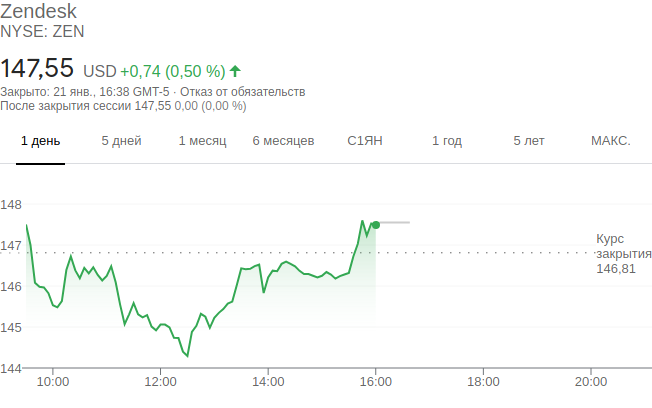 Zendesk
NYSE: ZEN
147,55 USD +0,74 (0,50 %)
Закрыто: 21 янв., 16:38 GMT-5 · Отказ от обязательств
После закрытия сессии 147,55 0,00 (0,00 %)
1 день 5 дней 1 месяц 6 месяцев С1ЯН 1 год 5 лет МАКС.
148
147
146
145
144
Курс
закрытия
146,81
10:00 12:00 14:00 16:00 18:00 20:00